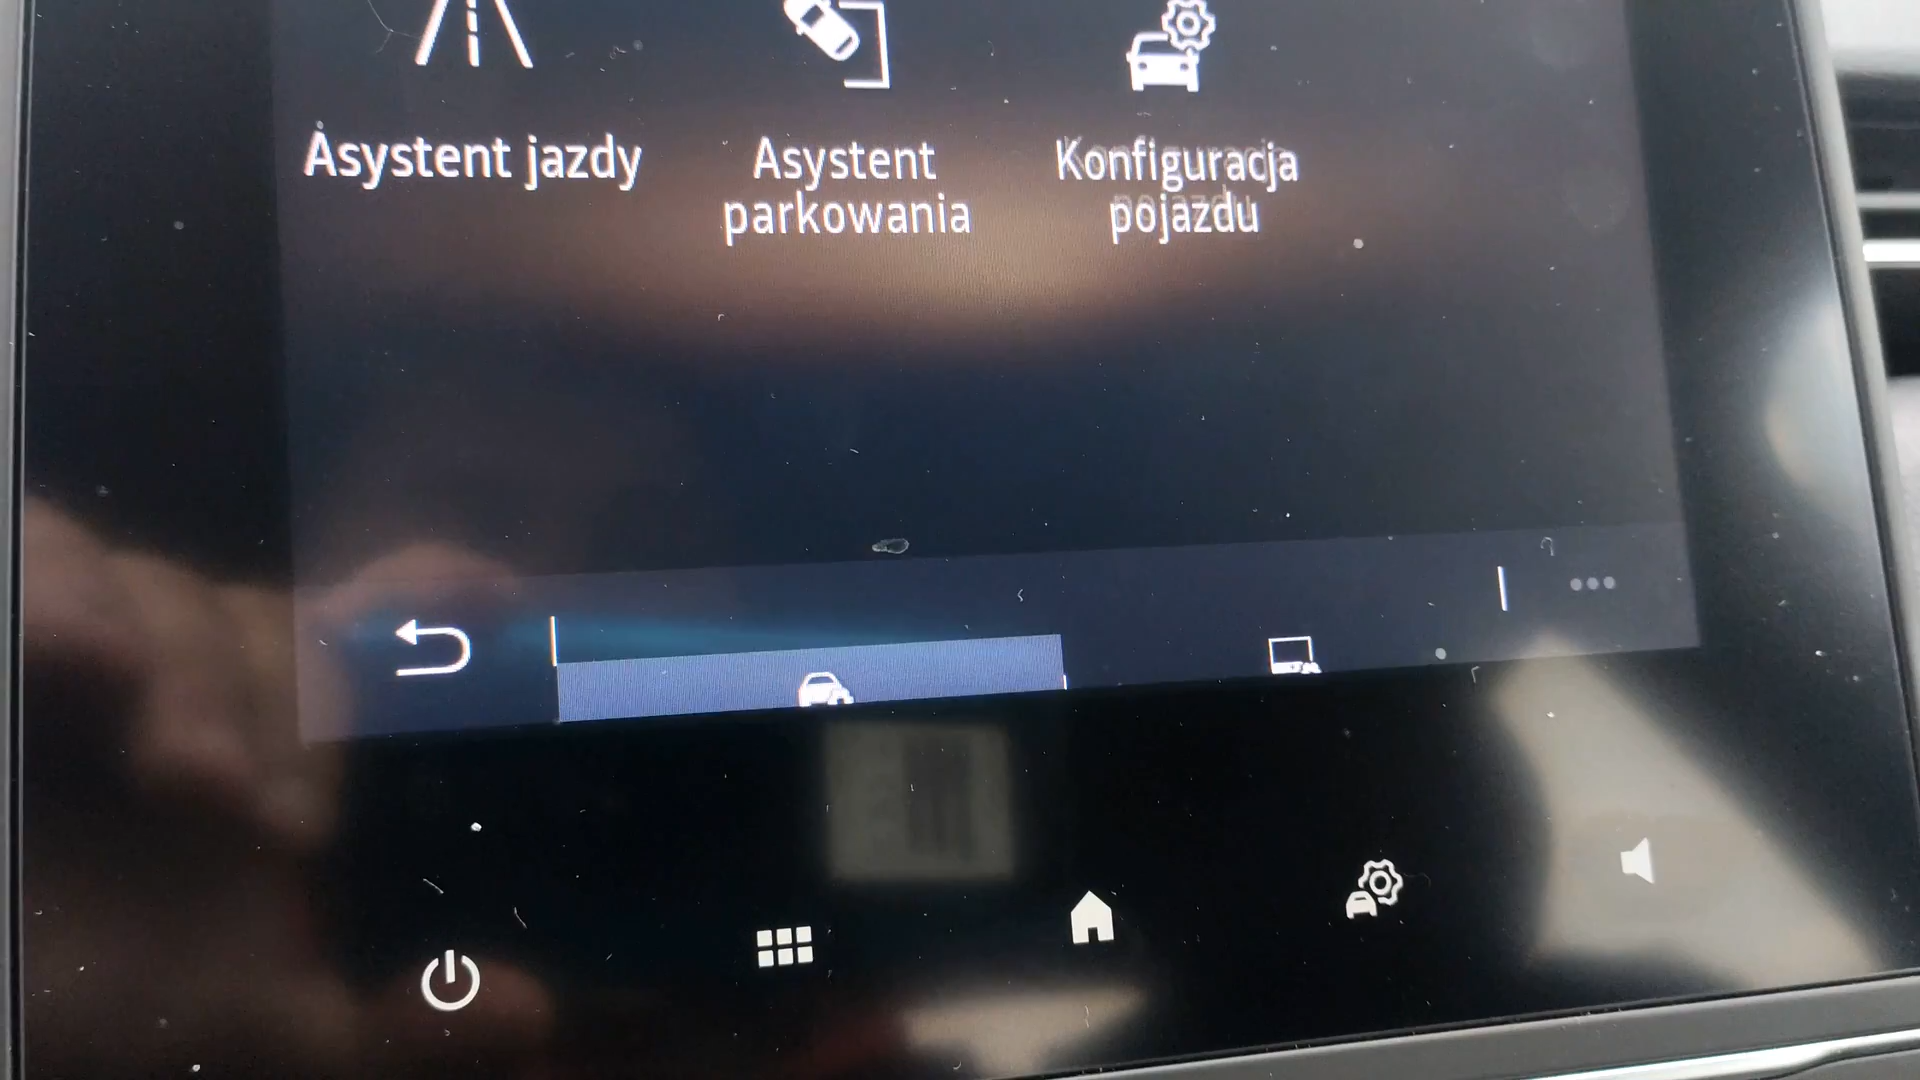 Asystent jazdy
Asystent
parkowania
Konfiguracja
pojazdu